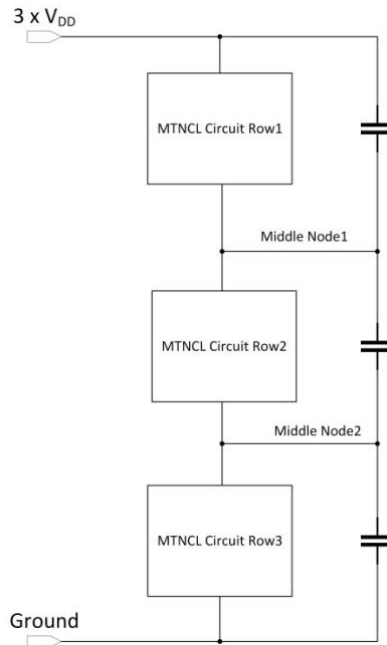 3 x V_DD
MTNCL Circuit Row1
Middle Node1
MTNCL Circuit Row2
Middle Node2
MTNCL Circuit Row3
Ground